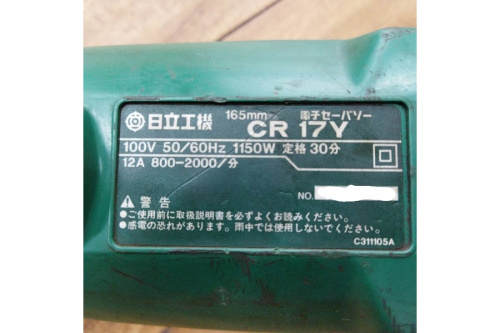 日立工機 165mm 電子セーバソー
CR 17Y
100V 50/60Hz 1150W 定格 30分
12A 800-2000/分
NO.
警告
●ご使用前に取扱説明書を必ずよくお読みください。
●感電の恐れがあります。雨中では使用しないでください。
C311105A